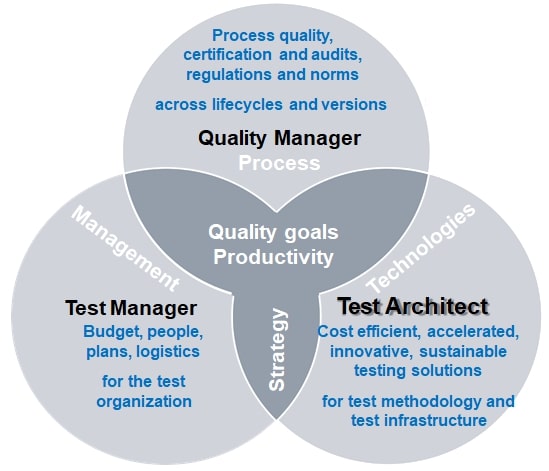 Process quality,
certification and audits,
regulations and norms
across lifecycles and versions
Quality Manager
Process
Management
Technologies
Quality goals
Productivity
Strategy
Test Manager
Budget, people,
plans, logistics
for the test
organization
Test Architect
Cost efficient, accelerated,
innovative, sustainable
testing solutions
for test methodology and
test infrastructure